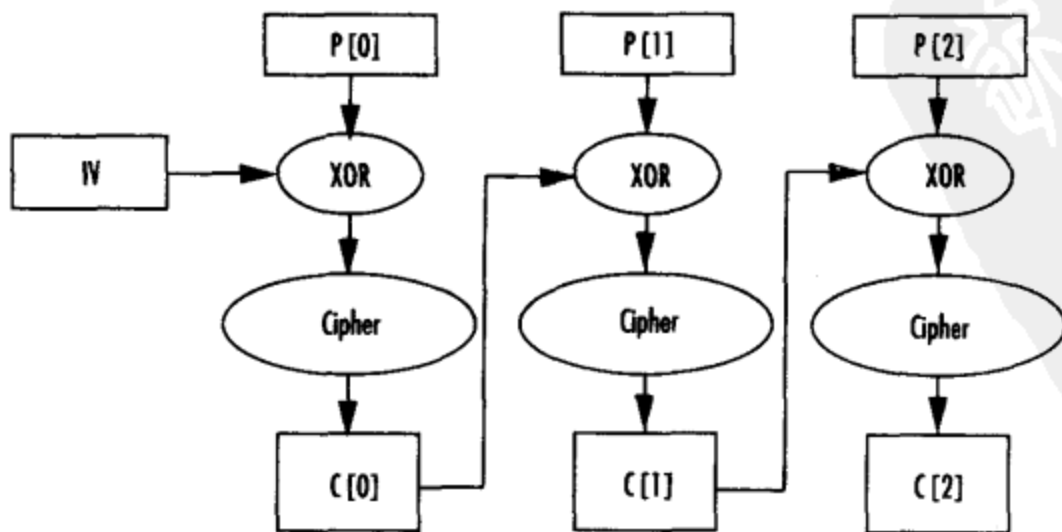 P[0] P[1] P[2]
IV XOR XOR XOR
Cipher Cipher Cipher
C[0] C[1] C[2]